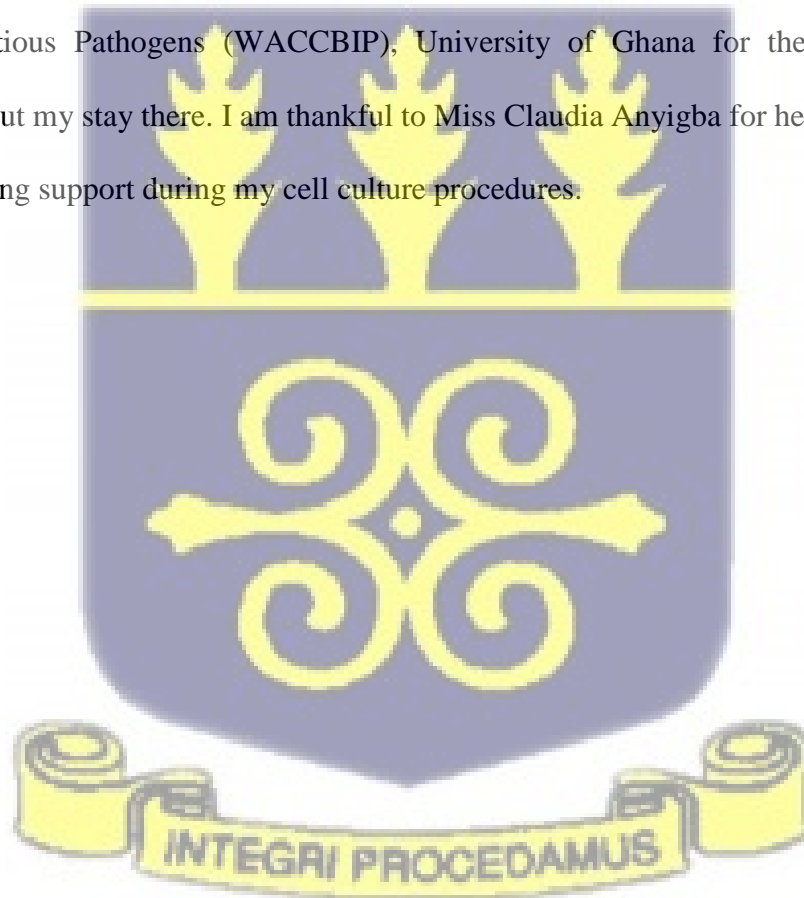 tious Pathogens (WACCBIP), University of Ghana for the
ut my stay there. I am thankful to Miss Claudia Anyigba for he
ng support during my cell culture procedures.
INTEGRI PROCEDAMUS